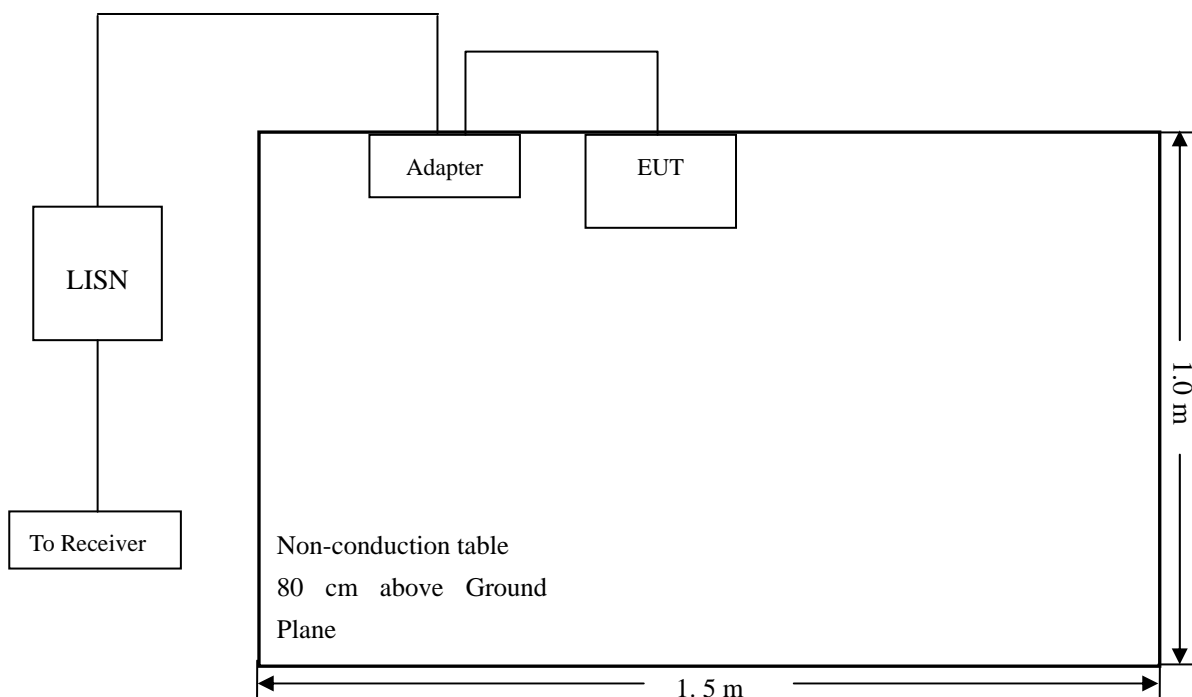 Adapter
EUT
LISN
To Receiver
Non-conduction table
80 cm above Ground
Plane
1.0 m
1. 5 m